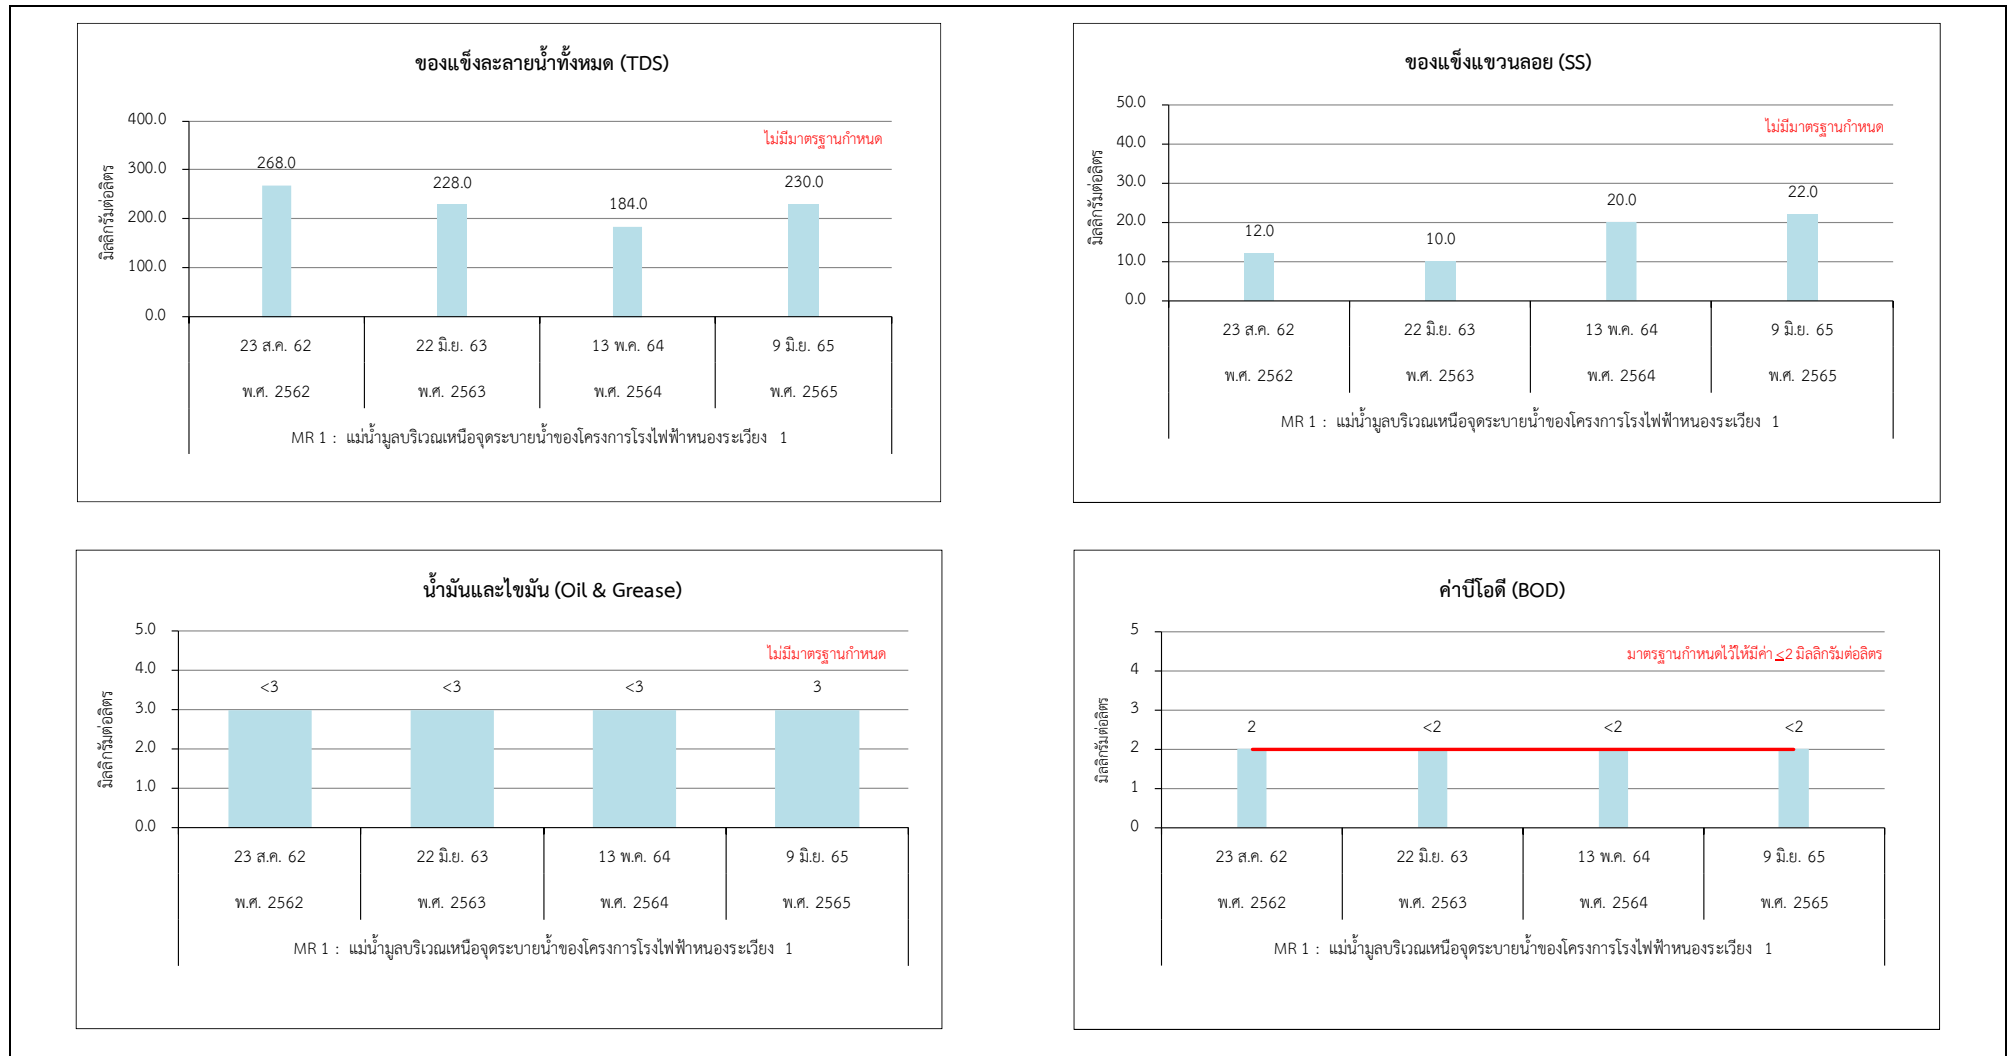 ของแข็งละลายน้ำทั้งหมด (TDS)
มิลลิกรัมต่อลิตร
400.0
300.0
200.0
100.0
0.0
ไม่มีมาตรฐานกำหนด
268.0
228.0
184.0
230.0
23 ส.ค. 62 22 มิ.ย. 63 13 พ.ค. 64 9 มิ.ย. 65
พ.ศ. 2562 พ.ศ. 2563 พ.ศ. 2564 พ.ศ. 2565
MR 1 : แม่น้ำมูลบริเวณเหนือจุดระบายน้ำของโครงการโรงไฟฟ้าหนองระเวียง 1
ของแข็งแขวนลอย (SS)
มิลลิกรัมต่อลิตร
50.0
40.0
30.0
20.0
10.0
0.0
ไม่มีมาตรฐานกำหนด
12.0
10.0
20.0
22.0
23 ส.ค. 62 22 มิ.ย. 63 13 พ.ค. 64 9 มิ.ย. 65
พ.ศ. 2562 พ.ศ. 2563 พ.ศ. 2564 พ.ศ. 2565
MR 1 : แม่น้ำมูลบริเวณเหนือจุดระบายน้ำของโครงการโรงไฟฟ้าหนองระเวียง 1
น้ำมันและไขมัน (Oil & Grease)
มิลลิกรัมต่อลิตร
5.0
4.0
3.0
2.0
1.0
0.0
ไม่มีมาตรฐานกำหนด
<3 <3 <3 3
23 ส.ค. 62 22 มิ.ย. 63 13 พ.ค. 64 9 มิ.ย. 65
พ.ศ. 2562 พ.ศ. 2563 พ.ศ. 2564 พ.ศ. 2565
MR 1 : แม่น้ำมูลบริเวณเหนือจุดระบายน้ำของโครงการโรงไฟฟ้าหนองระเวียง 1
ค่าบีโอดี (BOD)
มิลลิกรัมต่อลิตร
5
4
3
2
1
0
มาตรฐานกำหนดไว้ให้มีค่า ≤2 มิลลิกรัมต่อลิตร
2 <2 <2 <2
23 ส.ค. 62 22 มิ.ย. 63 13 พ.ค. 64 9 มิ.ย. 65
พ.ศ. 2562 พ.ศ. 2563 พ.ศ. 2564 พ.ศ. 2565
MR 1 : แม่น้ำมูลบริเวณเหนือจุดระบายน้ำของโครงการโรงไฟฟ้าหนองระเวียง 1